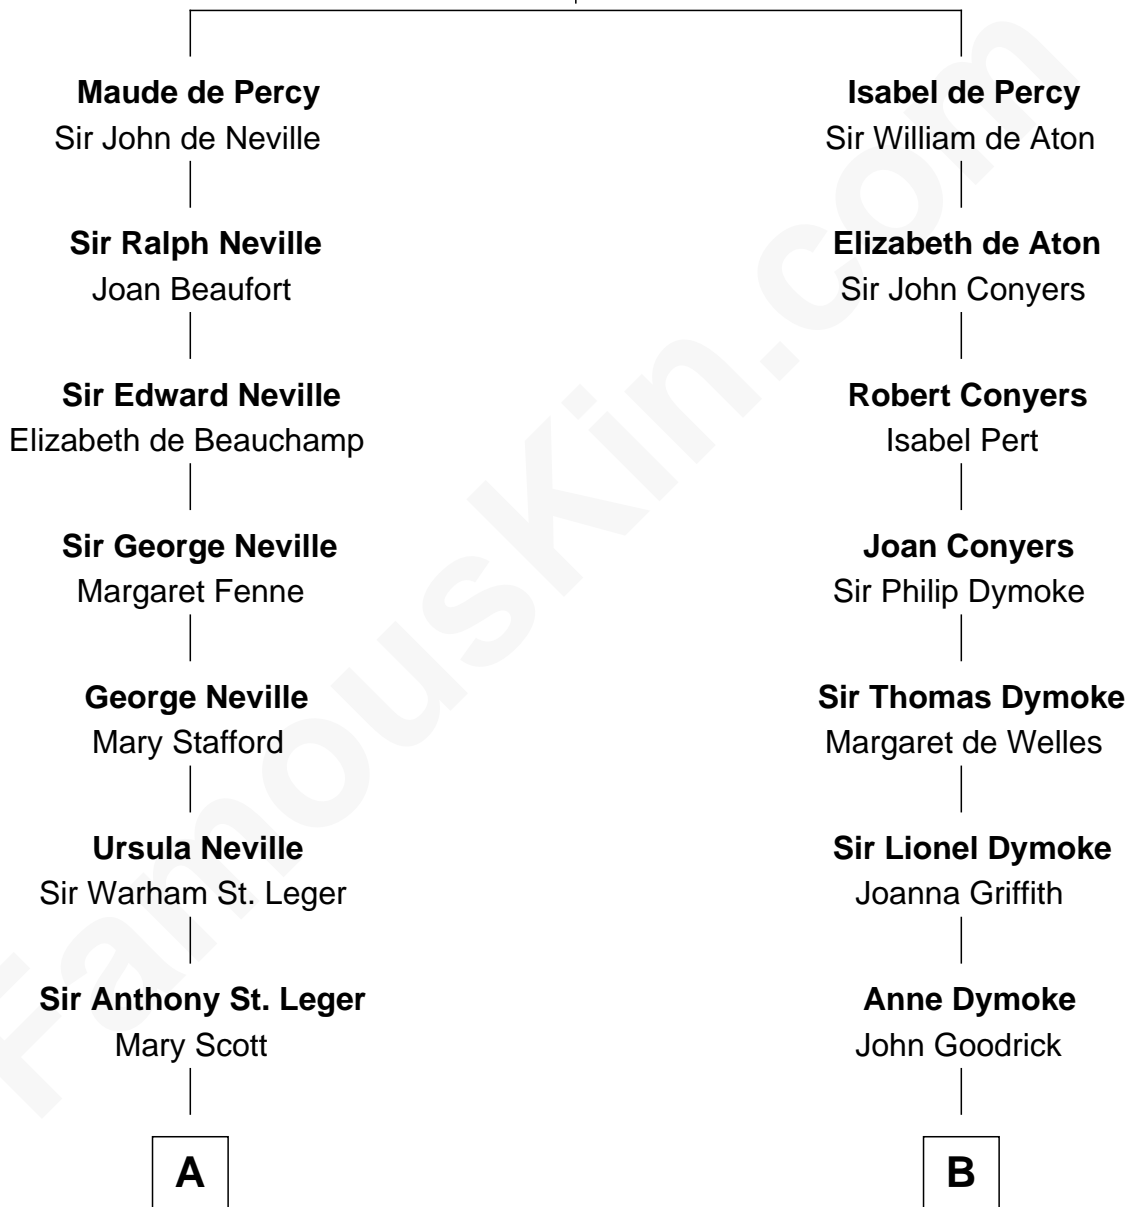 Maude de Percy
Sir John de Neville
Isabel de Percy
Sir William de Aton
Sir Ralph Neville
Joan Beaufort
Elizabeth de Aton
Sir John Conyers
Sir Edward Neville
Elizabeth de Beauchamp
Robert Conyers
Isabel Pert
Sir George Neville
Margaret Fenne
Joan Conyers
Sir Philip Dymoke
George Neville
Mary Stafford
Sir Thomas Dymoke
Margaret de Welles
Ursula Neville
Sir Warham St. Leger
Sir Lionel Dymoke
Joanna Griffith
Sir Anthony St. Leger
Mary Scott
Anne Dymoke
John Goodrick
A
B
FamousKin.com